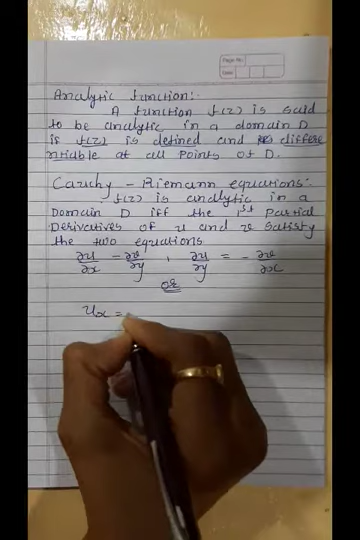 Page No.
Date
Analytic function:-
A function f(z) is said
to be analytic in a domain D
if f(z) is defined and differe
ntiable at all points of D.
Cauchy - Riemann equations:-
f(z) is analytic in a
Domain D iff the 1st Partial
Derivatives of u and v satisfy
the two equations
∂u/∂x - ∂v/∂y , ∂u/∂y = - ∂v/∂x
OR
Ux =